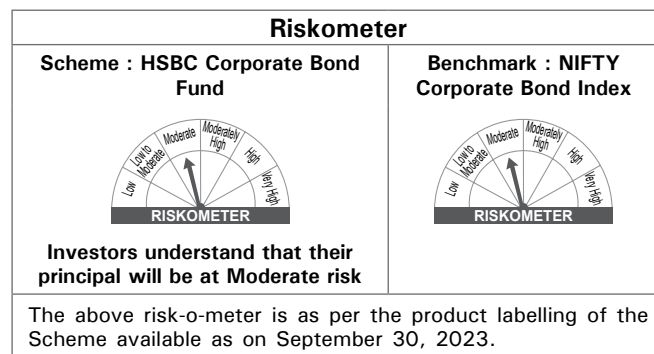 Riskometer
Scheme : HSBC Corporate Bond
Fund
Low
Low to
Moderate
Moderate
Moderately
High
High
Very High
RISKOMETER
Investors understand that their
principal will be at Moderate risk
Benchmark : NIFTY
Corporate Bond Index
Low
Low to
Moderate
Moderate
Moderately
High
High
Very High
RISKOMETER
The above risk-o-meter is as per the product labelling of the
Scheme available as on September 30, 2023.